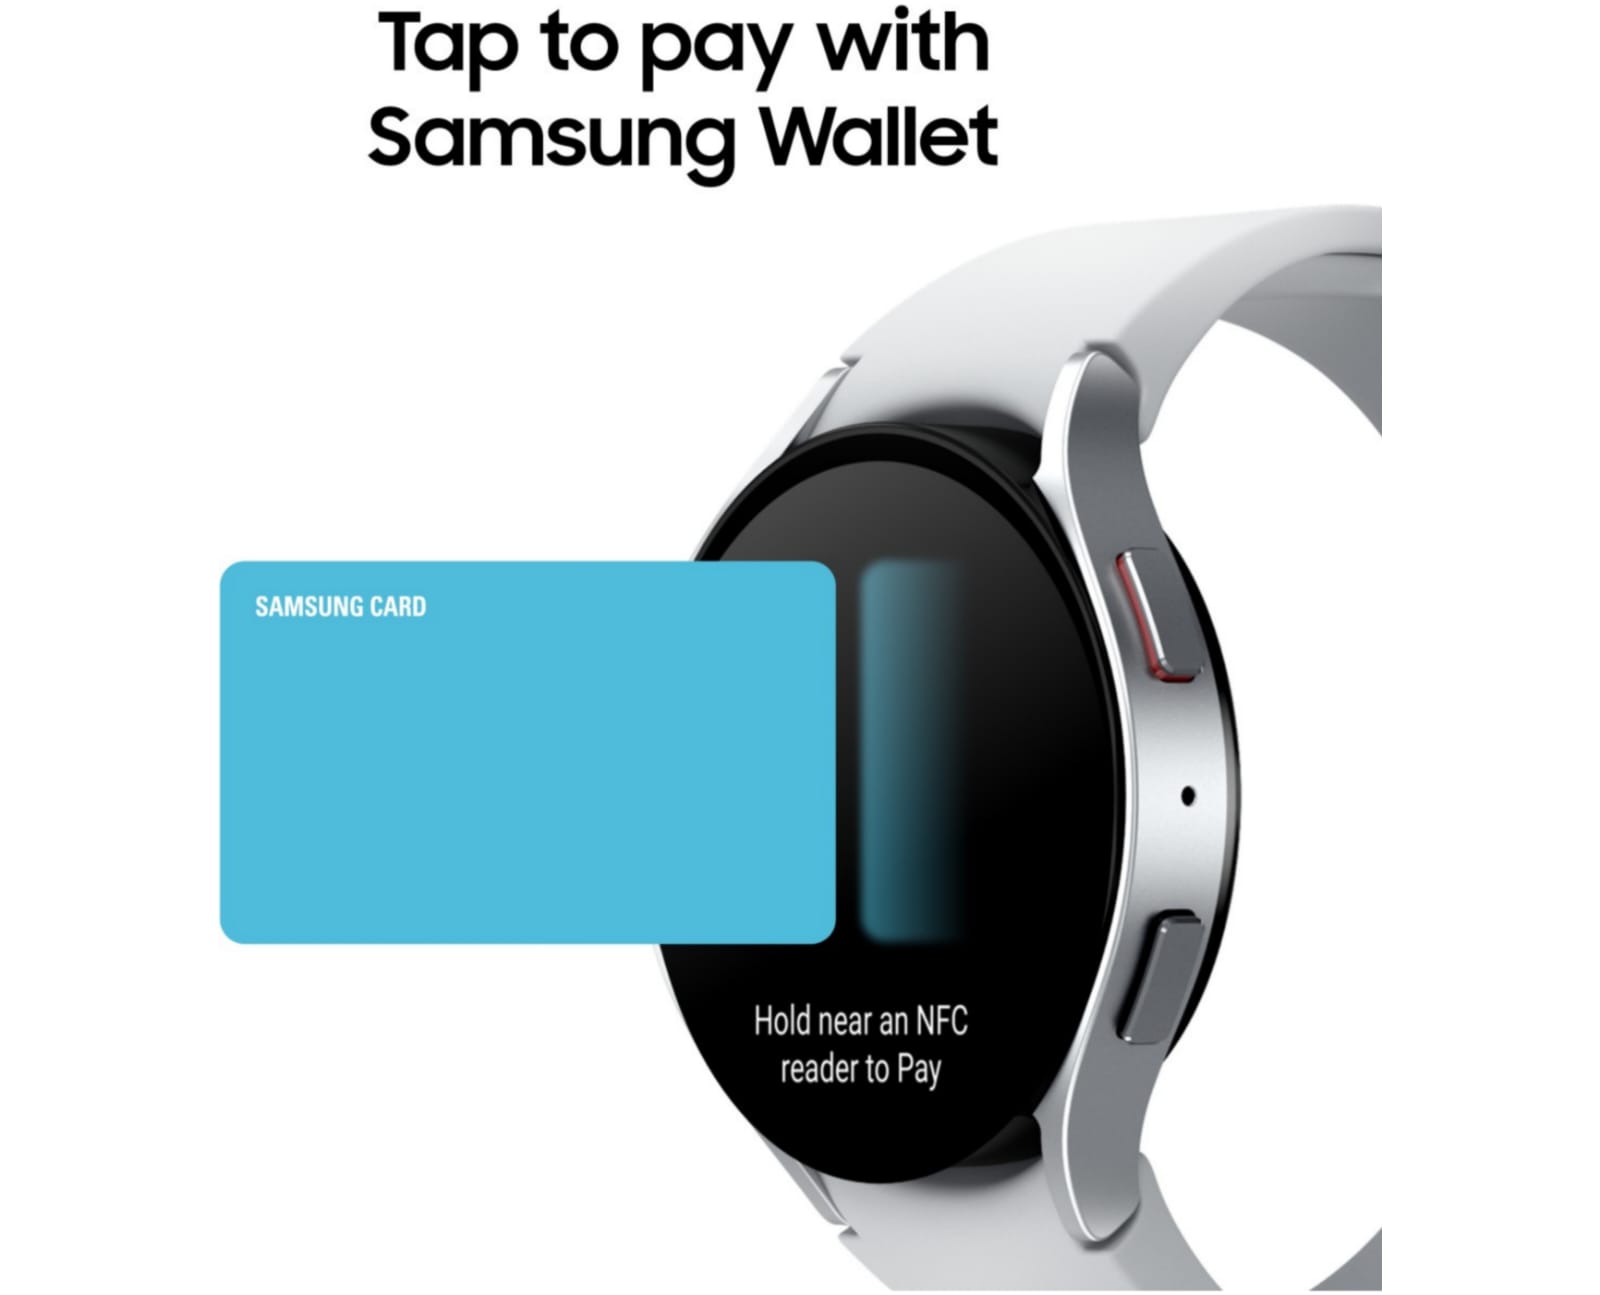 Tap to pay with
Samsung Wallet
SAMSUNG CARD
Hold near an NFC
reader to Pay